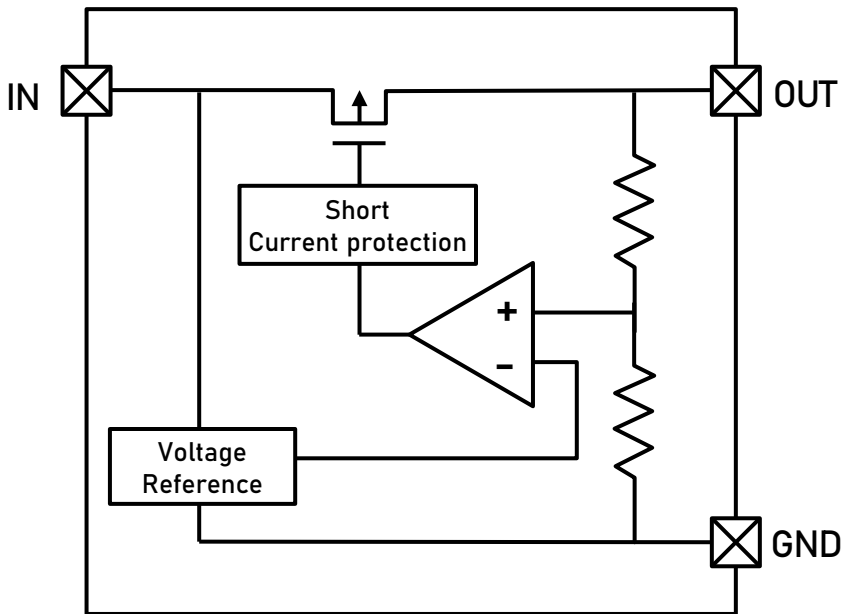 IN
OUT
Short
Current protection
+
-
Voltage
Reference
GND